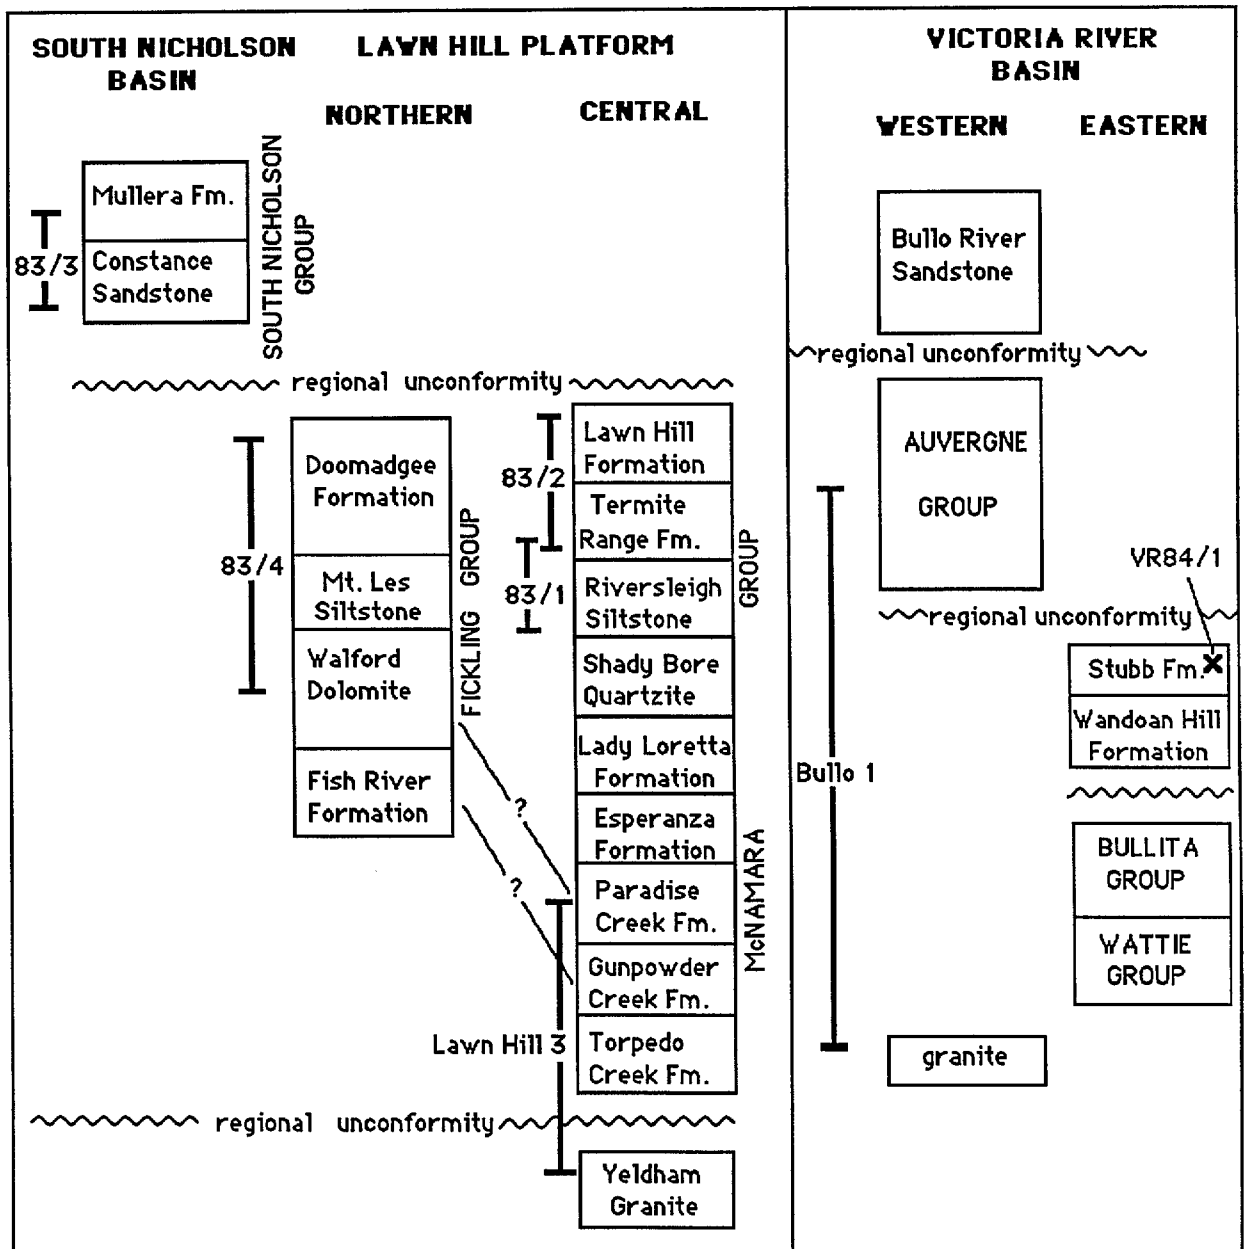 SOUTH NICHOLSON
BASIN
LAWN HILL PLATFORM
NORTHERN
CENTRAL
VICTORIA RIVER
BASIN
WESTERN
EASTERN
Mullera Fm.
Constance
Sandstone
83/3
SOUTH NICHOLSON
GROUP
regional unconformity
Doomadgee
Formation
Mt. Les
Siltstone
Walford
Dolomite
Fish River
Formation
83/4
FICKLING GROUP
83/2
83/1
Lawn Hill
Formation
Termite
Range Fm.
Riversleigh
Siltstone
Shady Bore
Quartzite
Lady Loretta
Formation
Esperanza
Formation
Paradise
Creek Fm.
Gunpowder
Creek Fm.
Torpedo
Creek Fm.
McNAMARA GROUP
?
?
Lawn Hill 3
regional unconformity
Yeldham
Granite
Bullo River
Sandstone
regional unconformity
AUVERGNE
GROUP
VR84/1
regional unconformity
Stubb Fm.
Wandoan Hill
Formation
Bullo 1
BULLITA
GROUP
WATTIE
GROUP
granite